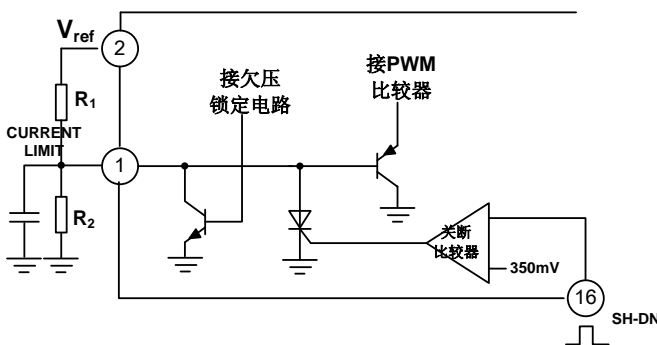 Vref
2
接欠压
锁定电路
接PWM
比较器
R1
CURRENT
LIMIT
1
R2
关断
比较器
350mV
16
SH-DN